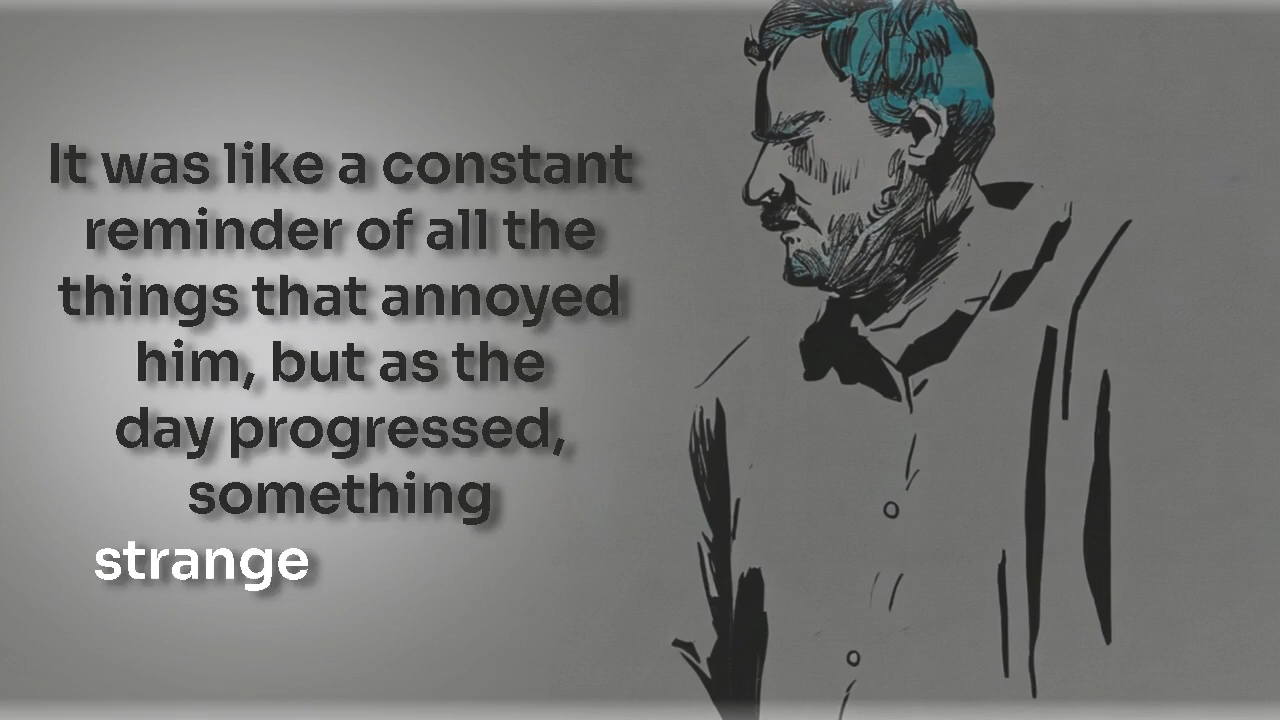 It was like a constant
reminder of all the
things that annoyed
him, but as the
day progressed,
something
strange